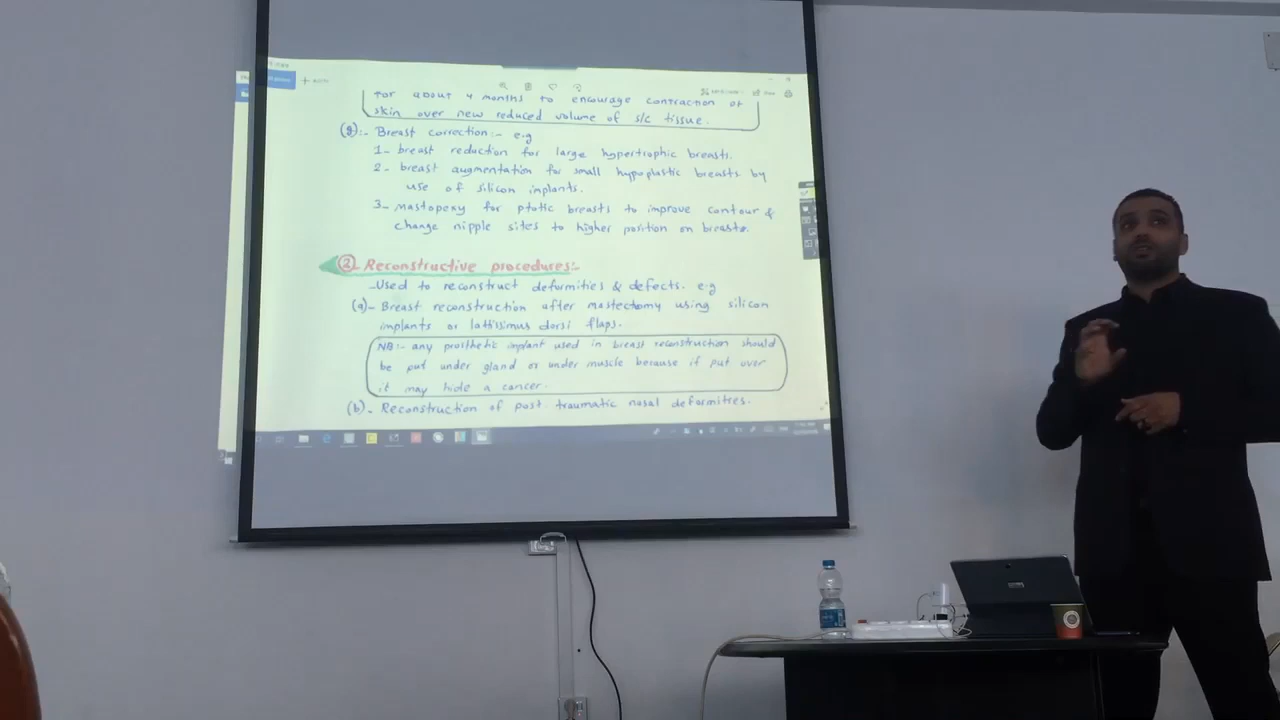 for about 4 months to encourage contraction of
skin over new reduced volume of s/c tissue.
(g):- Breast correction:- e.g
1- breast reduction for large hypertrophic breasts.
2- breast augmentation for small hypoplastic breasts by
use of silicon implants.
3- mastopexy for ptotic breasts to improve contour &
change nipple sites to higher position on breasts.
(2) Reconstructive procedures:-
-Used to reconstruct deformities & defects. e.g
(a)- Breast reconstruction after mastectomy using silicon
implants or lattissimus dorsi flaps.
NB:- any prosthetic implant used in breast reconstruction should
be put under gland or under muscle because if put over
it may hide a cancer.
(b)- Reconstruction of post. traumatic nasal deformities.